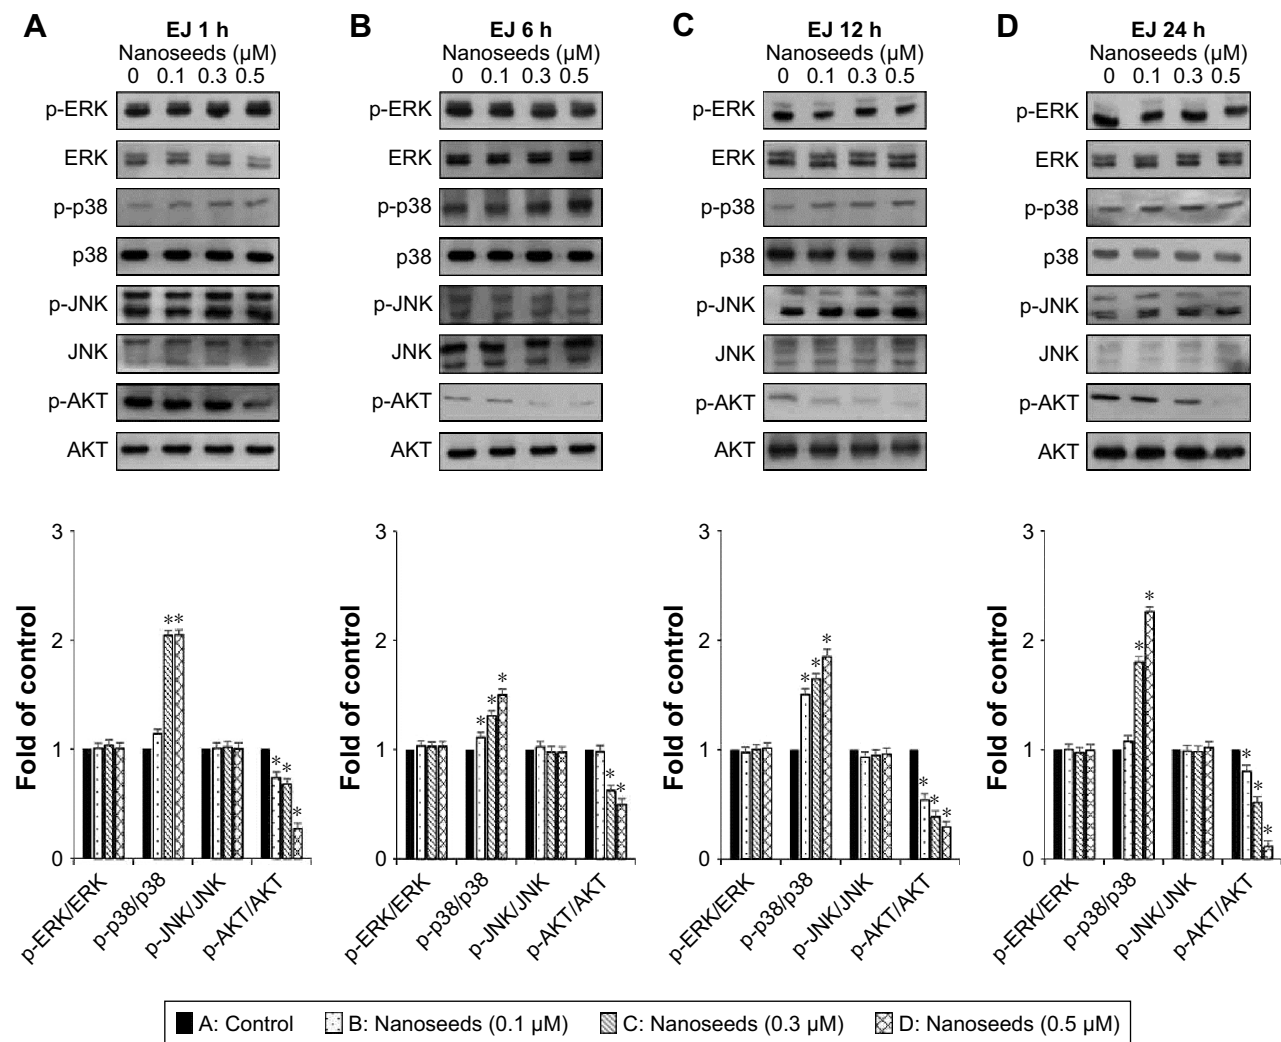 A
EJ 1 h
Nanoseeds (µM)
0 0.1 0.3 0.5
p-ERK
ERK
p-p38
p38
p-JNK
JNK
p-AKT
AKT
B
EJ 6 h
Nanoseeds (µM)
0 0.1 0.3 0.5
p-ERK
ERK
p-p38
p38
p-JNK
JNK
p-AKT
AKT
C
EJ 12 h
Nanoseeds (µM)
0 0.1 0.3 0.5
p-ERK
ERK
p-p38
p38
p-JNK
JNK
p-AKT
AKT
D
EJ 24 h
Nanoseeds (µM)
0 0.1 0.3 0.5
p-ERK
ERK
p-p38
p38
p-JNK
JNK
p-AKT
AKT
Fold of control
3
2
1
0
* *
* * *
p-ERK/ERK
p-p38/p38
p-JNK/JNK
p-AKT/AKT
Fold of control
3
2
1
0
* * *
* *
p-ERK/ERK
p-p38/p38
p-JNK/JNK
p-AKT/AKT
Fold of control
3
2
1
0
* * *
* * *
p-ERK/ERK
p-p38/p38
p-JNK/JNK
p-AKT/AKT
Fold of control
3
2
1
0
* *
* * *
p-ERK/ERK
p-p38/p38
p-JNK/JNK
p-AKT/AKT
A: Control B: Nanoseeds (0.1 µM) C: Nanoseeds (0.3 µM) D: Nanoseeds (0.5 µM)